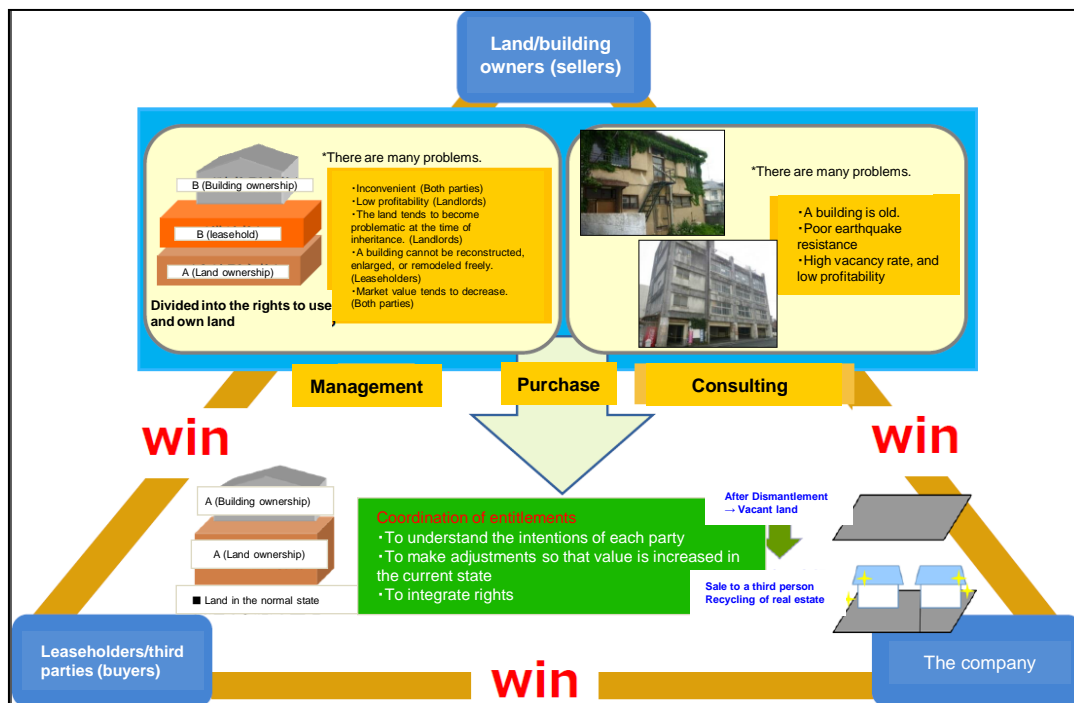 Land/building
owners (sellers)
B (Building ownership)
B (leasehold)
A (Land ownership)
Divided into the rights to use
and own land
*There are many problems.
・Inconvenient (Both parties)
・Low profitability (Landlords)
・The land tends to become
problematic at the time of
inheritance. (Landlords)
・A building cannot be reconstructed,
enlarged, or remodeled freely.
(Leaseholders)
・Market value tends to decrease.
(Both parties)
*There are many problems.
・A building is old.
・Poor earthquake
resistance
・High vacancy rate, and
low profitability
Management
Purchase
Consulting
win
win
A (Building ownership)
A (Land ownership)
■ Land in the normal state
Coordination of entitlements
・To understand the intentions of each party
・To make adjustments so that value is increased in
the current state
・To integrate rights
After Dismantlement
→ Vacant land
Sale to a third person
Recycling of real estate
Leaseholders/third
parties (buyers)
win
The company